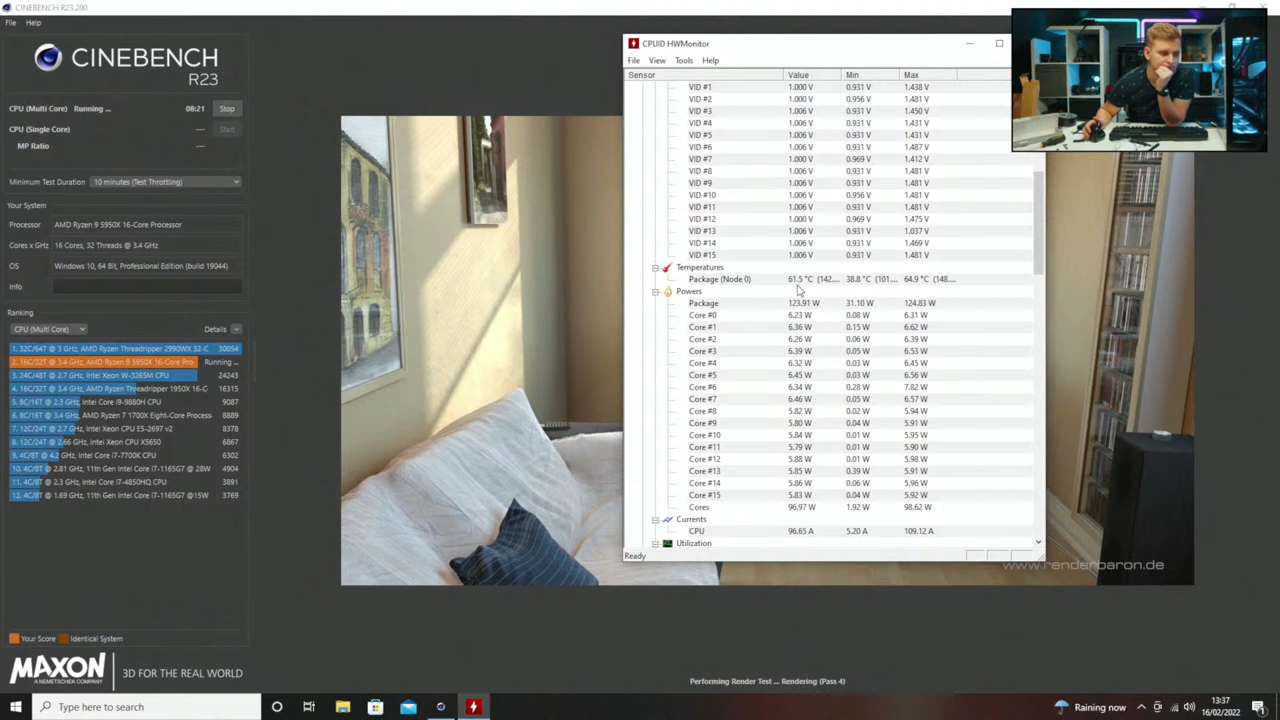 CINEBENCH R23.200
File Help
CINEBENCH
R23
CPU (Multi Core) Running ... 08:21 Stop
CPU (Single Core) --- Start
MP Ratio ---
Minimum Test Duration 10 minutes (Test Throttling)
Your System
Processor AMD Ryzen 9 5950X 16-Core Processor
Cores x GHz 16 Cores, 32 Threads @ 3.4 GHz
OS Windows 10, 64 Bit, Professional Edition (build 19044)
Info
Ranking
CPU (Multi Core) Details
1. 32C/64T @ 3 GHz, AMD Ryzen Threadripper 2990WX 32-C 30054
2. 16C/32T @ 3.4 GHz, AMD Ryzen 9 5950X 16-Core Pro Running ...
3. 24C/48T @ 2.7 GHz, Intel Xeon W-3265M CPU 24243
4. 16C/32T @ 3.4 GHz, AMD Ryzen Threadripper 1950X 16-C 16315
5. 8C/16T @ 2.3 GHz, Intel Core i9-9880H CPU 9087
6. 8C/16T @ 3.4 GHz, AMD Ryzen 7 1700X Eight-Core Process 8889
7. 12C/24T @ 2.7 GHz, Intel Xeon CPU E5-2697 v2 8378
8. 12C/24T @ 2.66 GHz, Intel Xeon CPU X5650 6867
9. 4C/8T @ 4.2 GHz, Intel Core i7-7700K CPU 6302
10. 4C/8T @ 2.81 GHz, 11th Gen Intel Core i7-1165G7 @ 28W 4904
11. 4C/8T @ 2.3 GHz, Intel Core i7-4850HQ CPU 3891
12. 4C/8T @ 1.69 GHz, 11th Gen Intel Core i7-1165G7 @15W 3769
Your Score Identical System
MAXON
A NEMETSCHEK COMPANY
3D FOR THE REAL WORLD
CPUID HWMonitor
File View Tools Help
Sensor Value Min Max
VID #1 1.000 V 0.931 V 1.438 V
VID #2 1.000 V 0.956 V 1.481 V
VID #3 1.006 V 0.931 V 1.450 V
VID #4 1.006 V 0.931 V 1.431 V
VID #5 1.006 V 0.931 V 1.431 V
VID #6 1.006 V 0.931 V 1.487 V
VID #7 1.000 V 0.969 V 1.412 V
VID #8 1.006 V 0.931 V 1.481 V
VID #9 1.006 V 0.931 V 1.481 V
VID #10 1.006 V 0.956 V 1.481 V
VID #11 1.006 V 0.931 V 1.481 V
VID #12 1.000 V 0.969 V 1.475 V
VID #13 1.006 V 0.931 V 1.037 V
VID #14 1.006 V 0.931 V 1.469 V
VID #15 1.006 V 0.931 V 1.481 V
Temperatures
Package (Node 0) 61.5 °C (142.... 38.8 °C (101.... 64.9 °C (148....
Powers
Package 123.91 W 31.10 W 124.83 W
Core #0 6.23 W 0.08 W 6.31 W
Core #1 6.36 W 0.15 W 6.62 W
Core #2 6.26 W 0.06 W 6.39 W
Core #3 6.39 W 0.05 W 6.53 W
Core #4 6.32 W 0.03 W 6.45 W
Core #5 6.45 W 0.03 W 6.56 W
Core #6 6.34 W 0.28 W 7.82 W
Core #7 6.46 W 0.05 W 6.57 W
Core #8 5.82 W 0.02 W 5.94 W
Core #9 5.80 W 0.04 W 5.91 W
Core #10 5.84 W 0.01 W 5.95 W
Core #11 5.79 W 0.01 W 5.90 W
Core #12 5.88 W 0.01 W 5.98 W
Core #13 5.85 W 0.39 W 5.91 W
Core #14 5.86 W 0.06 W 5.96 W
Core #15 5.83 W 0.04 W 5.92 W
Cores 96.97 W 1.92 W 98.62 W
Currents
CPU 96.65 A 5.20 A 109.12 A
Utilization
Ready
www.renderbaron.de
Performing Render Test ... Rendering (Pass 4)
Type here to search
Raining now
13:37
16/02/2022
1